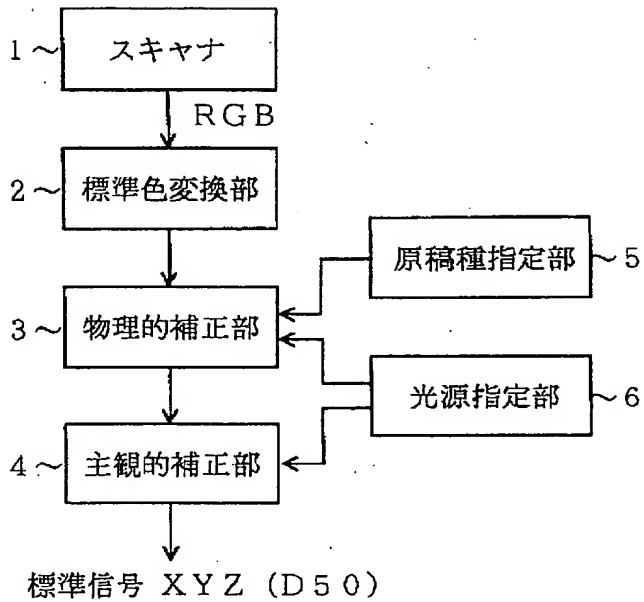 1～ スキャナ
RGB
2～ 標準色変換部
原稿種指定部 ～5
3～ 物理的補正部
光源指定部 ～6
4～ 主観的補正部
標準信号 XYZ (D50)